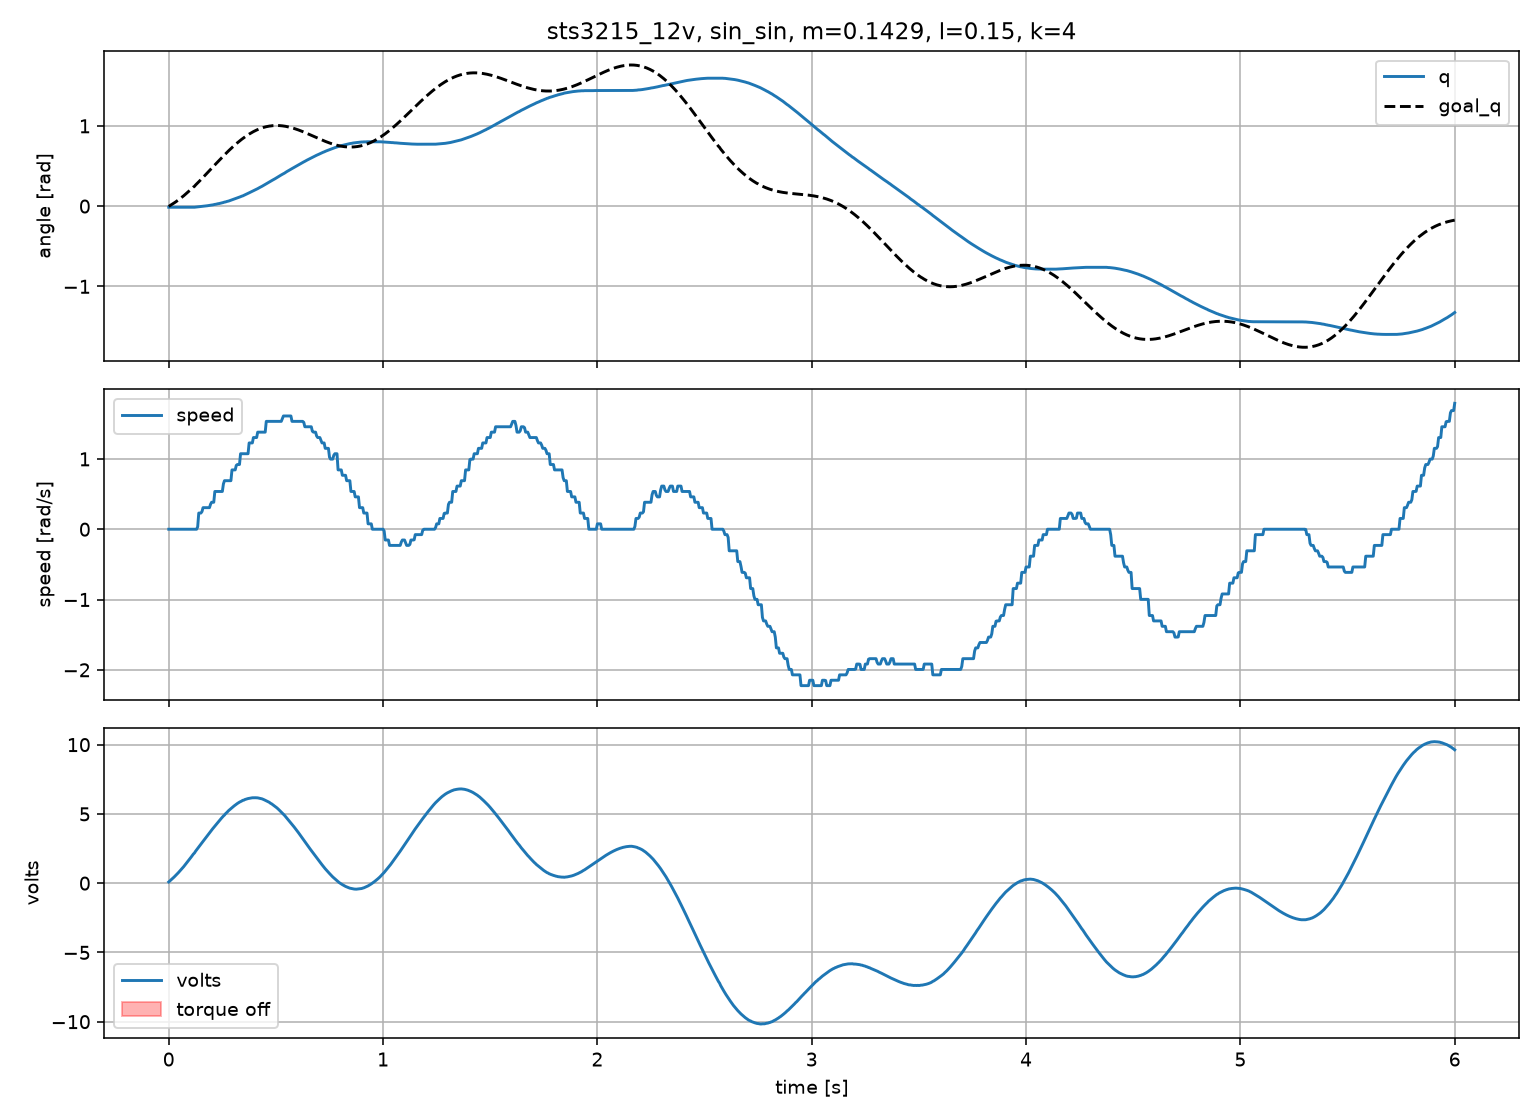 sts3215_12v, sin_sin, m=0.1429, l=0.15, k=4
angle [rad]
1
0
−1
q
goal_q
speed [rad/s]
1
0
−1
−2
speed
volts
10
5
0
−5
−10
volts
torque off
0 1 2 3 4 5 6
time [s]